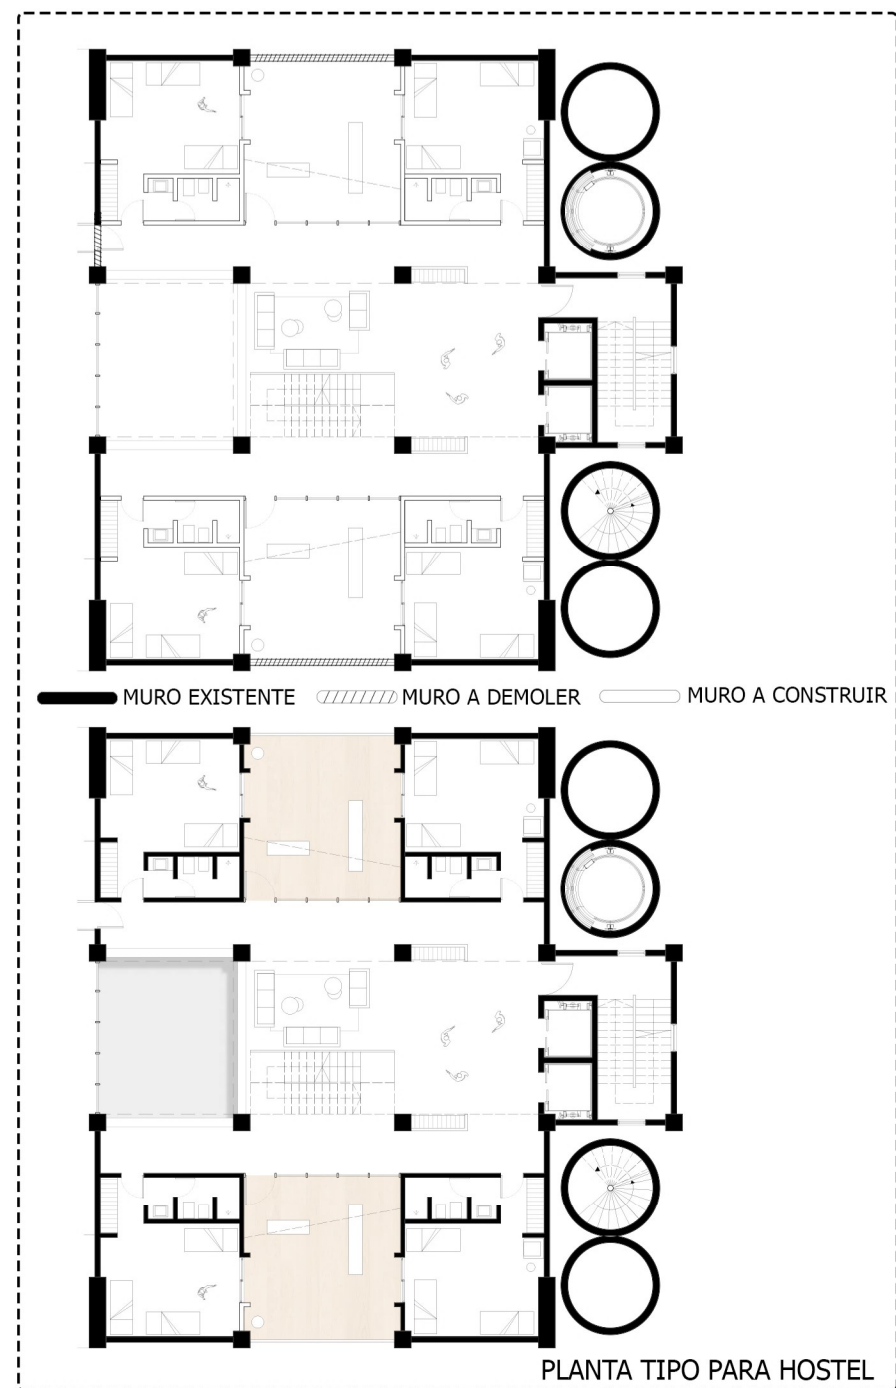 MURO EXISTENTE
MURO A DEMOLER
MURO A CONSTRUIR
PLANTA TIPO PARA HOSTEL